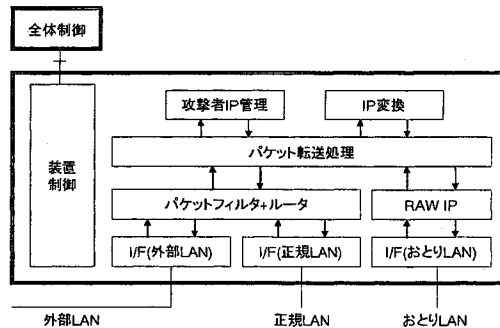 全体制御
攻撃者IP管理
IP変換
パケット転送処理
装置
制御
パケットフィルタ+ルータ
RAW IP
I/F(外部LAN)
I/F(正規LAN)
I/F(おとりLAN)
外部LAN
正規LAN
おとりLAN